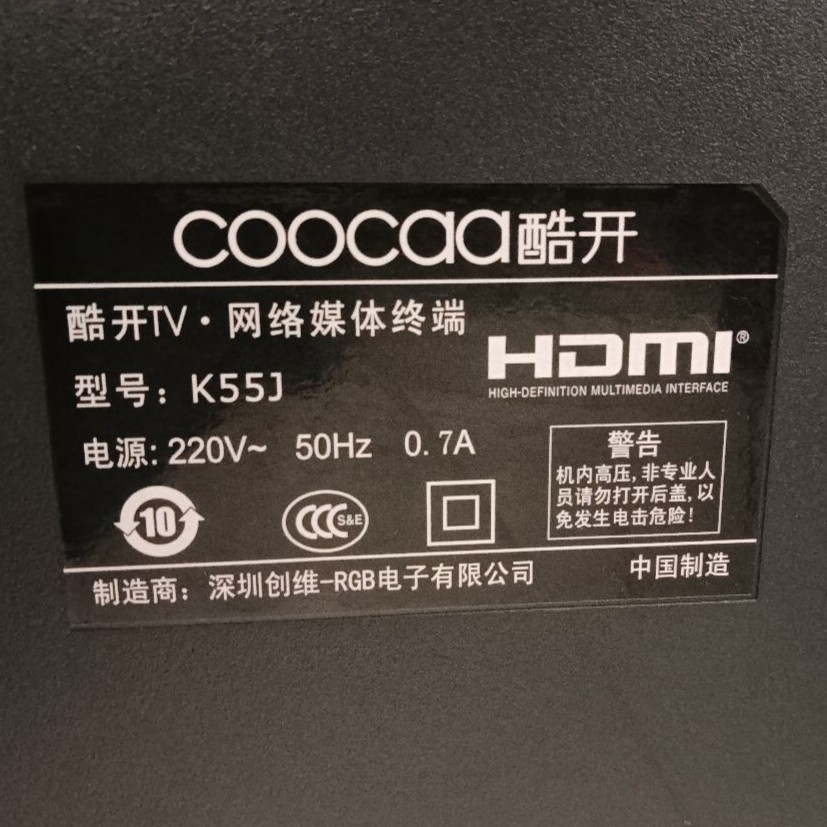 coocaa酷开
酷开TV·网络媒体终端
HDMI®
HIGH-DEFINITION MULTIMEDIA INTERFACE
型号：K55J
电源: 220V~ 50Hz 0.7A
警告
机内高压,非专业人
员请勿打开后盖,以
免发生电击危险!
10
CCC S&E
制造商：深圳创维-RGB电子有限公司
中国制造